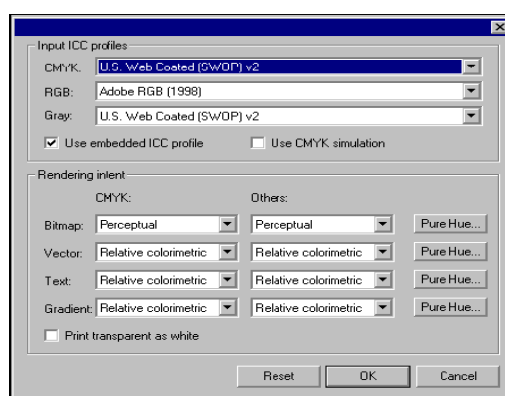 Input ICC profiles
CMYK: U.S. Web Coated (SWOP) v2
RGB: Adobe RGB (1998)
Gray: U.S. Web Coated (SWOP) v2
Use embedded ICC profile Use CMYK simulation
Rendering intent
CMYK: Others:
Bitmap: Perceptual Perceptual Pure Hue...
Vector: Relative colorimetric Relative colorimetric Pure Hue...
Text: Relative colorimetric Relative colorimetric Pure Hue...
Gradient: Relative colorimetric Relative colorimetric Pure Hue...
Print transparent as white
Reset OK Cancel